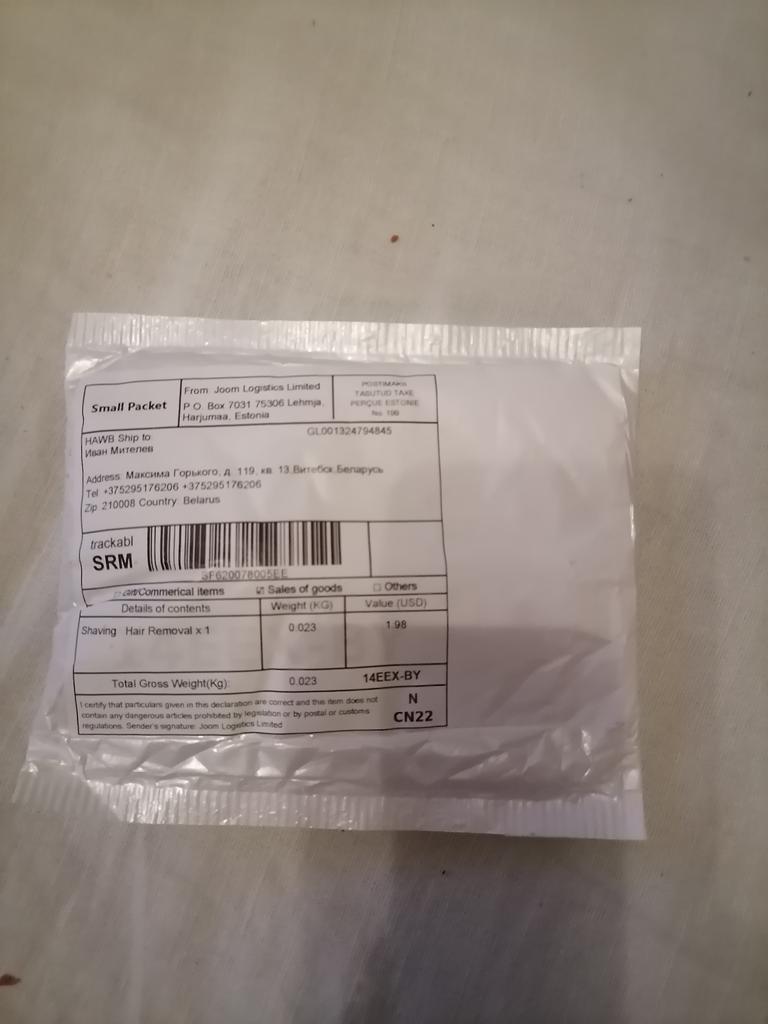 Small Packet
From Joom Logistics Limited
P.O. Box 7031 75306 Lehmja,
Harjumaa, Estonia
POSTIMAKS
TASUTUD TAXE
PERÇUE ESTONIE
No. 199
HAWB Ship to
GL001324794845
Иван Мителев
Address: Максима Горького, д. 119, кв. 13,Витебск,Беларусь
Tel +375295176206 +375295176206
Zip 210008 Country: Belarus
trackabl
SRM
SF620078005EE
Gift/Commerical items
Sales of goods
Others
Details of contents
Weight (KG)
Value (USD)
Shaving Hair Removal x 1
0.023
1.98
Total Gross Weight(Kg):
0.023
14EEX-BY
I certify that particulars given in this declaration are correct and this item does not
contain any dangerous articles prohibited by legislation or by postal or customs
regulations. Sender's signature: Joom Logistics Limited
N
CN22